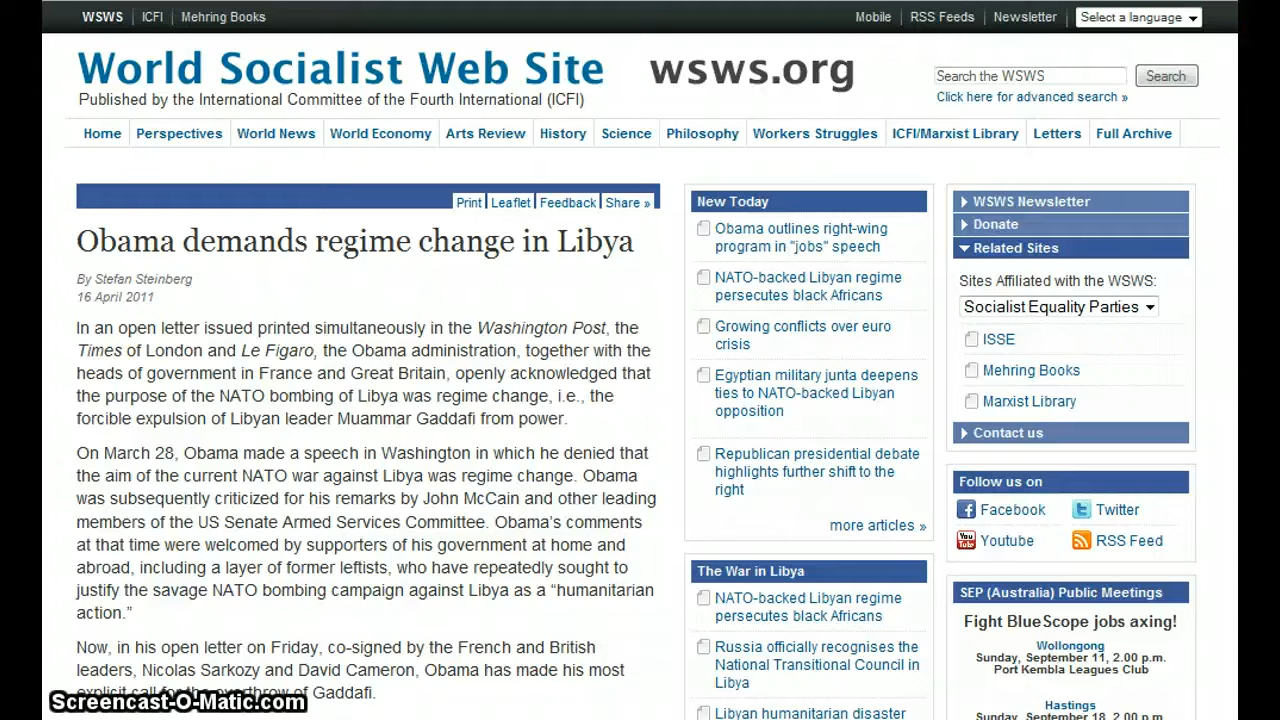 WSWS ICFI Mehring Books Mobile RSS Feeds Newsletter Select a language
World Socialist Web Site wsws.org
Published by the International Committee of the Fourth International (ICFI)
Search the WSWS Search
Click here for advanced search »
Home Perspectives World News World Economy Arts Review History Science Philosophy Workers Struggles ICFI/Marxist Library Letters Full Archive
Print Leaflet Feedback Share »
Obama demands regime change in Libya
By Stefan Steinberg
16 April 2011
In an open letter issued printed simultaneously in the Washington Post, the
Times of London and Le Figaro, the Obama administration, together with the
heads of government in France and Great Britain, openly acknowledged that
the purpose of the NATO bombing of Libya was regime change, i.e., the
forcible expulsion of Libyan leader Muammar Gaddafi from power.
On March 28, Obama made a speech in Washington in which he denied that
the aim of the current NATO war against Libya was regime change. Obama
was subsequently criticized for his remarks by John McCain and other leading
members of the US Senate Armed Services Committee. Obama's comments
at that time were welcomed by supporters of his government at home and
abroad, including a layer of former leftists, who have repeatedly sought to
justify the savage NATO bombing campaign against Libya as a “humanitarian
action.”
Now, in his open letter on Friday, co-signed by the French and British
leaders, Nicolas Sarkozy and David Cameron, Obama has made his most
explicit call for the overthrow of Gaddafi.
Screencast-O-Matic.com
New Today
Obama outlines right-wing
program in “jobs” speech
NATO-backed Libyan regime
persecutes black Africans
Growing conflicts over euro
crisis
Egyptian military junta deepens
ties to NATO-backed Libyan
opposition
Republican presidential debate
highlights further shift to the
right
more articles »
The War in Libya
NATO-backed Libyan regime
persecutes black Africans
Russia officially recognises the
National Transitional Council in
Libya
Libyan humanitarian disaster
WSWS Newsletter
Donate
Related Sites
Sites Affiliated with the WSWS:
Socialist Equality Parties
ISSE
Mehring Books
Marxist Library
Contact us
Follow us on
Facebook Twitter
You Tube Youtube RSS Feed
SEP (Australia) Public Meetings
Fight BlueScope jobs axing!
Wollongong
Sunday, September 11, 2.00 p.m.
Port Kembla Leagues Club
Hastings
Sunday, September 18, 2.00 p.m.